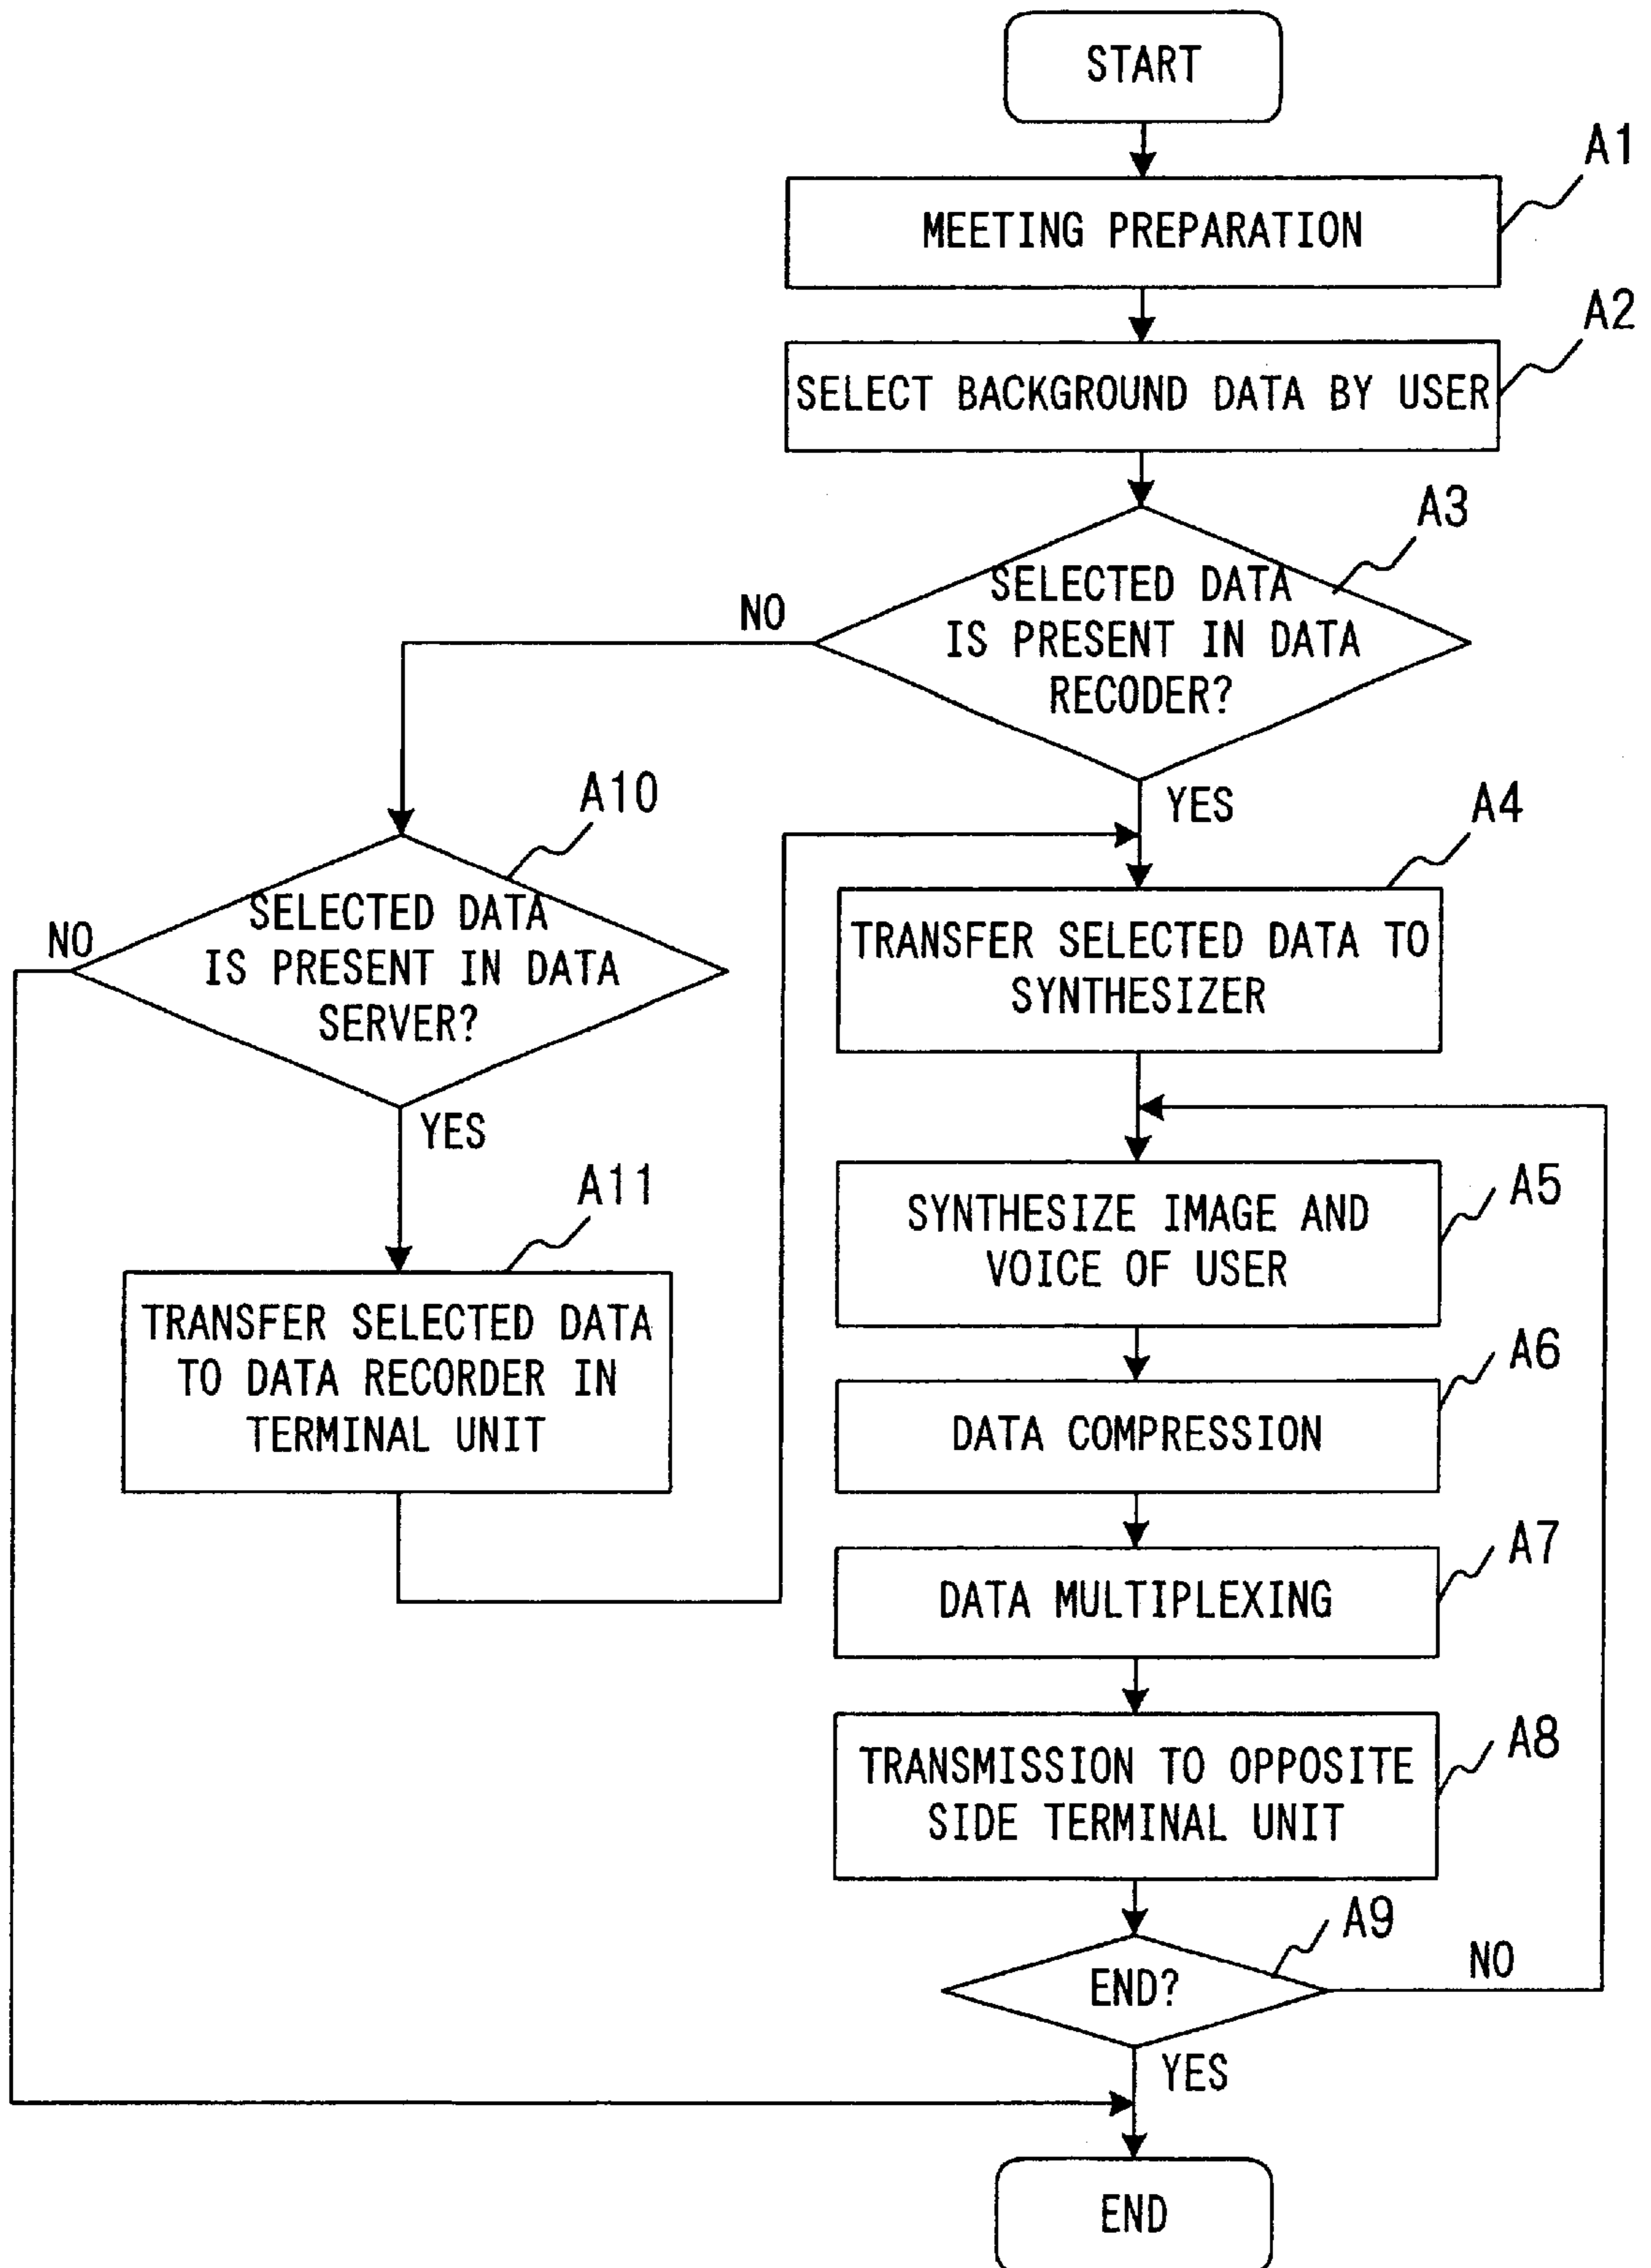 START
A1
MEETING PREPARATION
A2
SELECT BACKGROUND DATA BY USER
A3
SELECTED DATA
IS PRESENT IN DATA
RECODER?
NO
YES
A10
SELECTED DATA
IS PRESENT IN DATA
SERVER?
NO
YES
A11
TRANSFER SELECTED DATA
TO DATA RECORDER IN
TERMINAL UNIT
A4
TRANSFER SELECTED DATA TO
SYNTHESIZER
A5
SYNTHESIZE IMAGE AND
VOICE OF USER
A6
DATA COMPRESSION
A7
DATA MULTIPLEXING
A8
TRANSMISSION TO OPPOSITE
SIDE TERMINAL UNIT
A9
END?
NO
YES
END